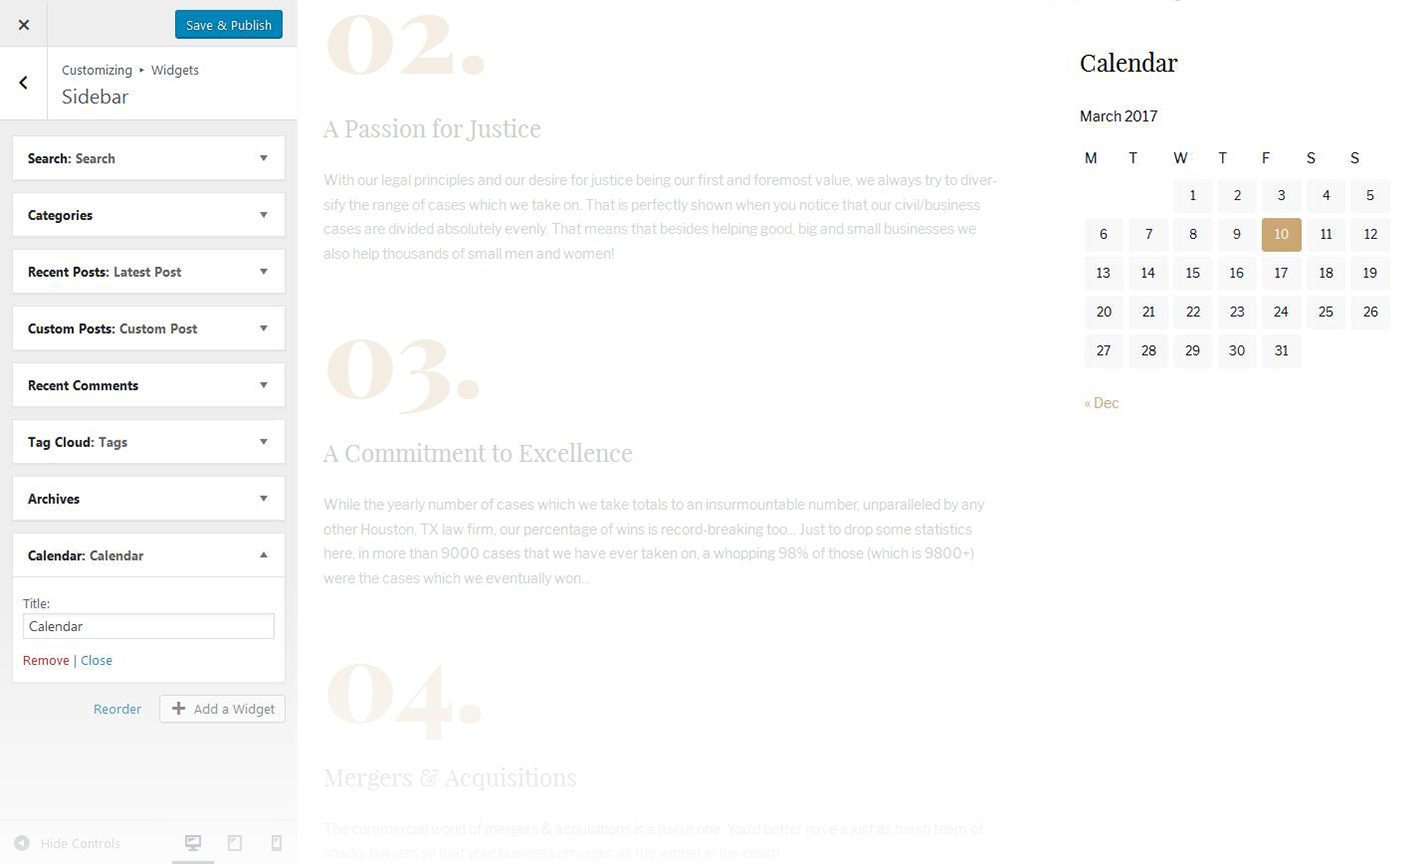 Save & Publish
Customizing ▸ Widgets
Sidebar
Search: Search
Categories
Recent Posts: Latest Post
Custom Posts: Custom Post
Recent Comments
Tag Cloud: Tags
Archives
Calendar: Calendar
Title:
Calendar
Remove | Close
Reorder
Add a Widget
Hide Controls
02.
A Passion for Justice
With our legal principles and our desire for justice being our first and foremost value, we always try to diver-
sify the range of cases which we take on. That is perfectly shown when you notice that our civil/business
cases are divided absolutely evenly. That means that besides helping good, big and small businesses we
also help thousands of small men and women!
03.
A Commitment to Excellence
While the yearly number of cases which we take totals to an insurmountable number, unparalleled by any
other Houston, TX law firm, our percentage of wins is record-breaking too... Just to drop some statistics
here, in more than 9000 cases that we have ever taken on, a whopping 98% of those (which is 9800+)
were the cases which we eventually won...
04.
Mergers & Acquisitions
The commercial world of mergers & acquisitions is a harsh one. You'd better have a just as harsh team of
sharky lawyers so that your business emerges as the winner in the court!
Calendar
March 2017
M T W T F S S
1 2 3 4 5
6 7 8 9 10 11 12
13 14 15 16 17 18 19
20 21 22 23 24 25 26
27 28 29 30 31
« Dec